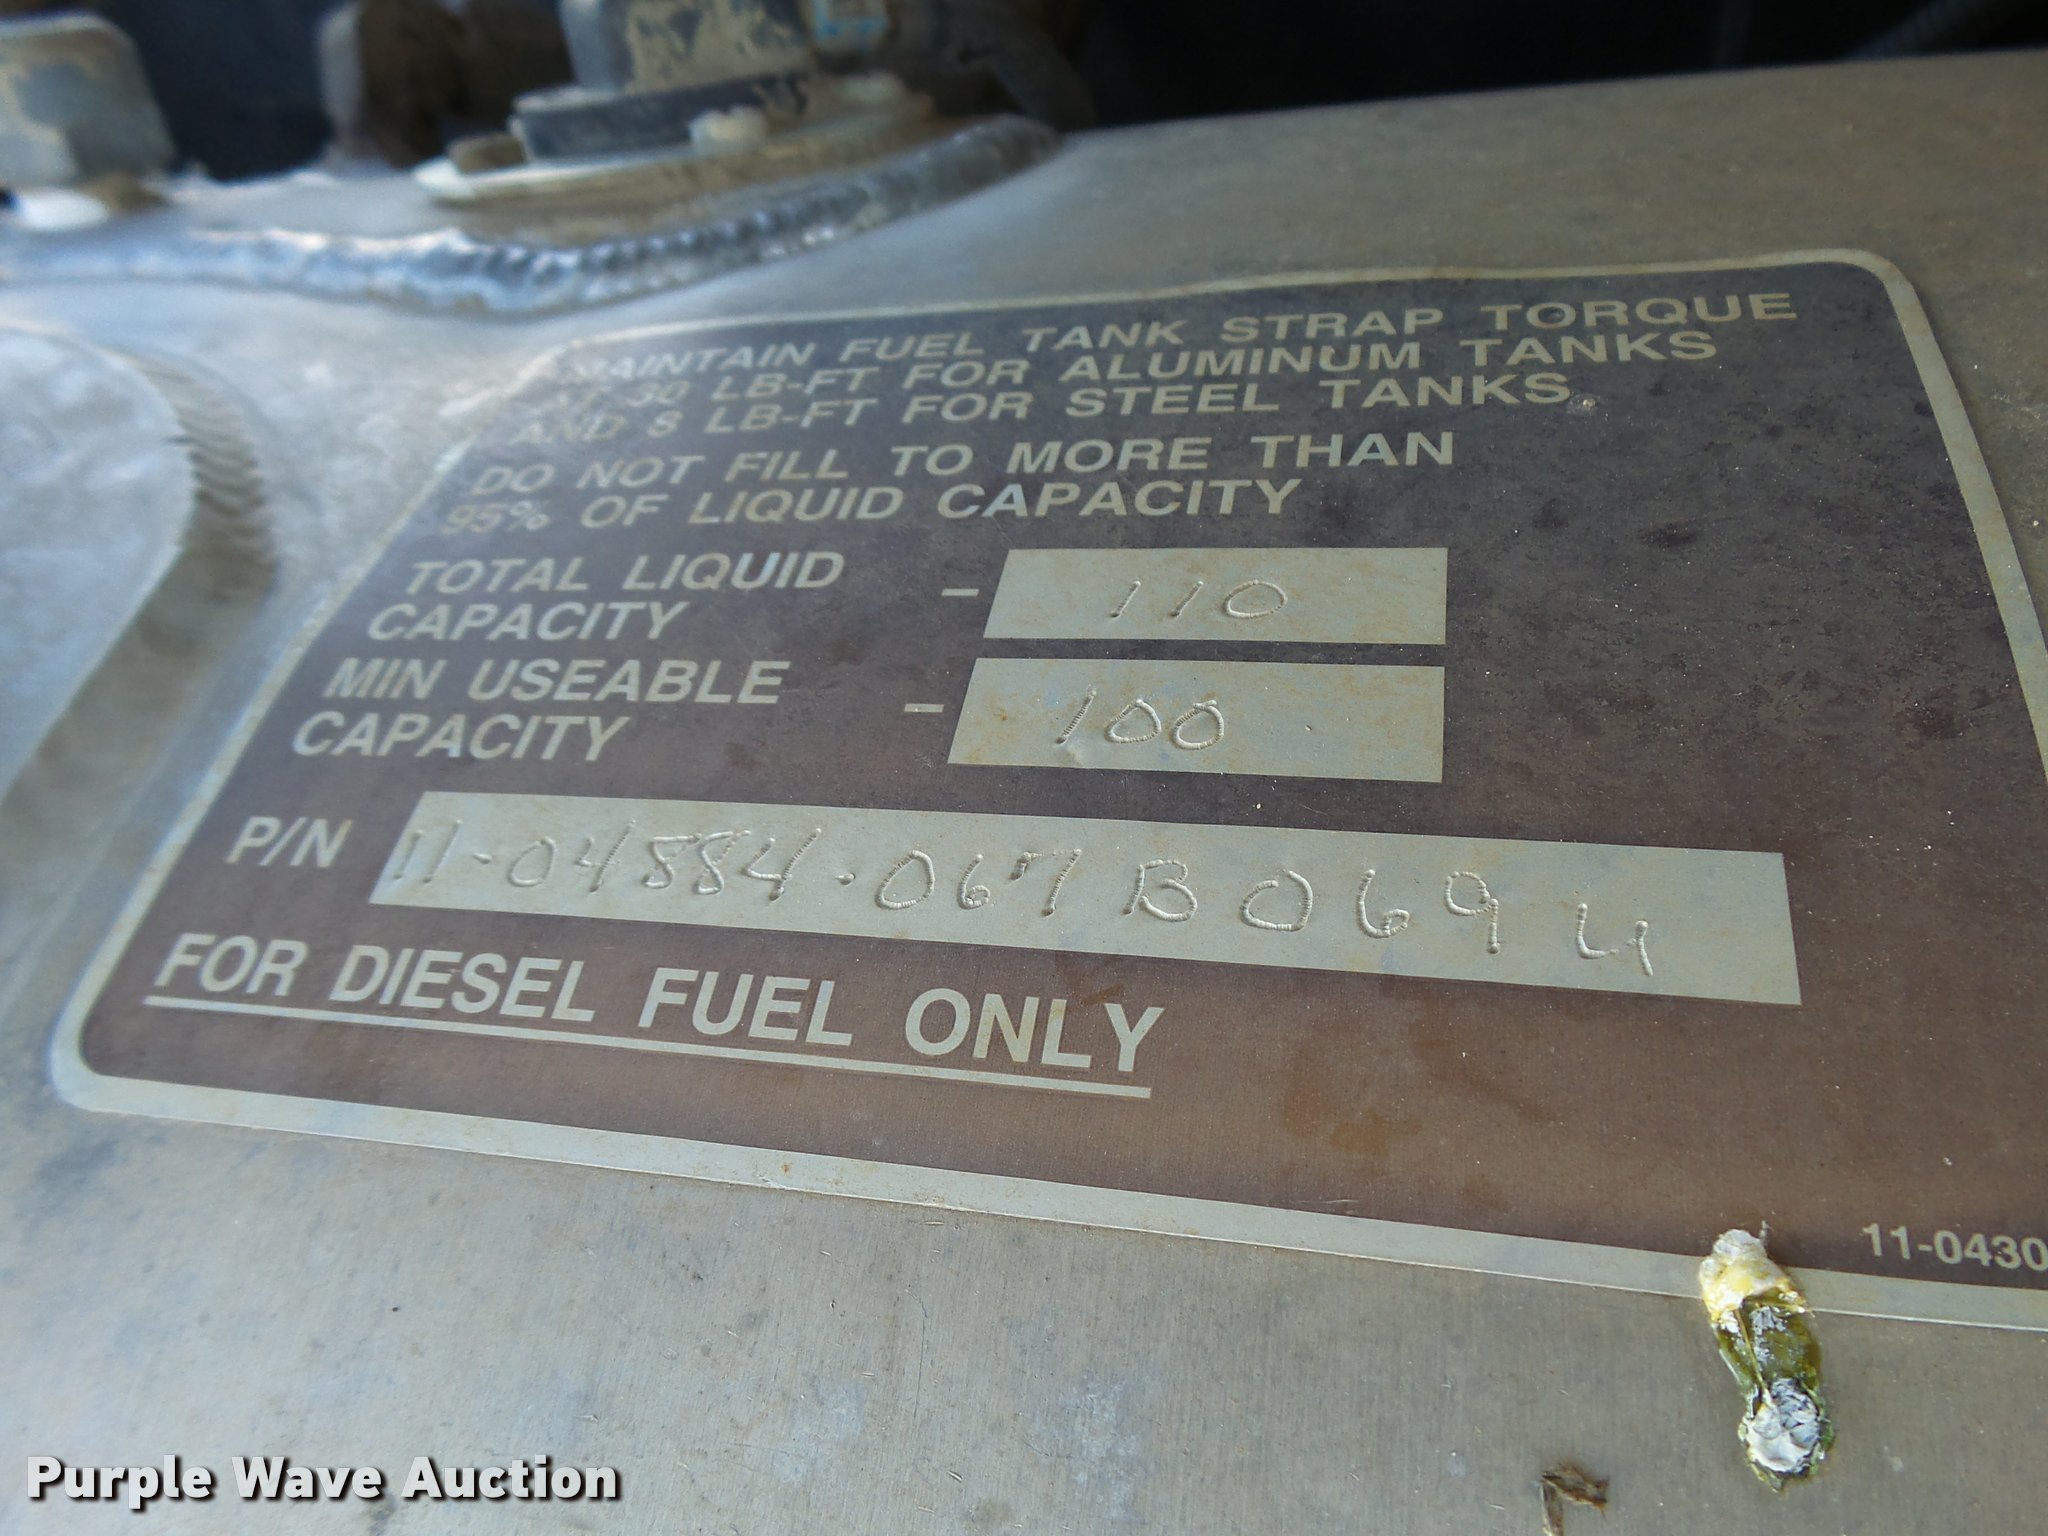 MAINTAIN FUEL TANK STRAP TORQUE
AT 30 LB-FT FOR ALUMINUM TANKS
AND 8 LB-FT FOR STEEL TANKS
DO NOT FILL TO MORE THAN
95% OF LIQUID CAPACITY
TOTAL LIQUID CAPACITY - 110
MIN USEABLE CAPACITY - 100
P/N 11-04884-067B0694
FOR DIESEL FUEL ONLY
11-0430
Purple Wave Auction